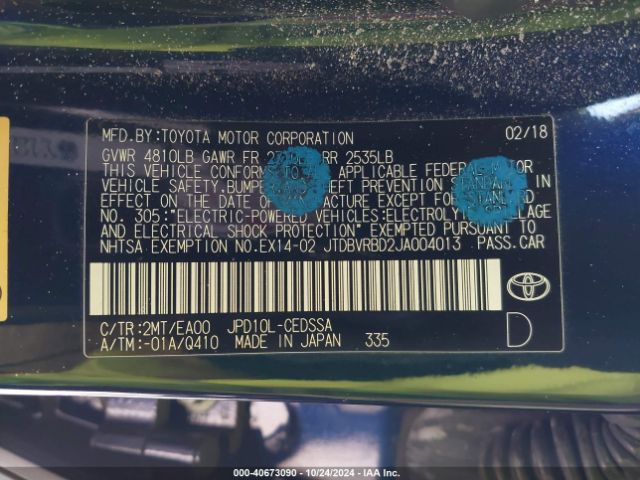 MFD.BY:TOYOTA MOTOR CORPORATION 02/18
GVWR 4810LB GAWR FR RR 2535LB
THIS VEHICLE CONFORMS TO ALL APPLICABLE FEDERAL MOTOR
VEHICLE SAFETY, BUMPER THEFT PREVENTION STANDARDS IN
EFFECT ON THE DATE OF MANUFACTURE EXCEPT FOR STANDARD
NO. 305:"ELECTRIC-POWERED VEHICLES:ELECTROLYTE SPILLAGE
AND ELECTRICAL SHOCK PROTECTION" EXEMPTED PURSUANT TO
NHTSA EXEMPTION NO.EX14-02 JTDBVRBD2JA004013 PASS.CAR
C/TR:2MT/EA00 JPD10L-CEDSSA
A/TM:-01A/Q410 MADE IN JAPAN 335
D
000-40673090 - 10/24/2024 - IAA Inc.